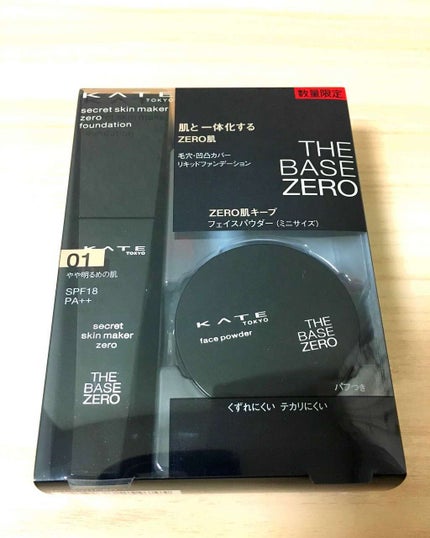 KATE
TOKYO
secret skin maker
zero
foundation
数量限定
肌と一体化する
ZERO肌
毛穴・凹凸カバー
リキッドファンデーション
THE
BASE
ZERO
ZERO肌キープ
フェイスパウダー(ミニサイズ)
KATE
TOKYO
01
やや明るめの肌
SPF18
PA++
secret
skin maker
zero
THE
BASE
ZERO
KATE
TOKYO
face powder
THE
BASE
ZERO
パフつき
くずれにくい テカリにくい